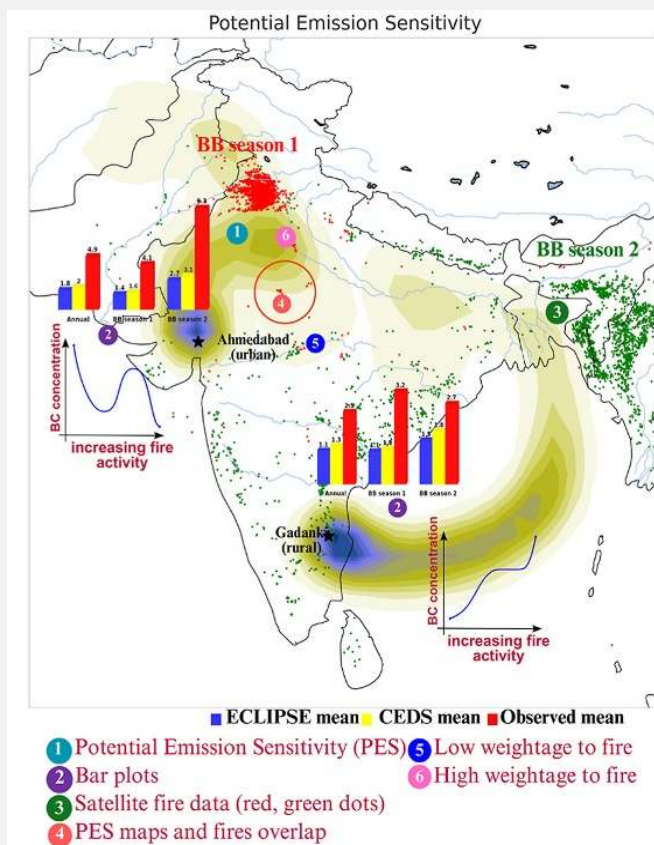 Potential Emission Sensitivity
BB season 1
BB season 2
1
6
4
3
5
4.9
1.8
2
Annual
4.1
1.4
1.6
BB season 1
9.3
2.7
3.1
BB season 2
2
Ahmedabad
(urban)
BC concentration
increasing fire
activity
1.1
1.3
Annual
3.2
BB season 1
2.7
BB season 2
2
Gadanki
(rural)
BC concentration
increasing fire
activity
ECLIPSE mean CEDS mean Observed mean
1 Potential Emission Sensitivity (PES) 5 Low weightage to fire
2 Bar plots 6 High weightage to fire
3 Satellite fire data (red, green dots)
4 PES maps and fires overlap